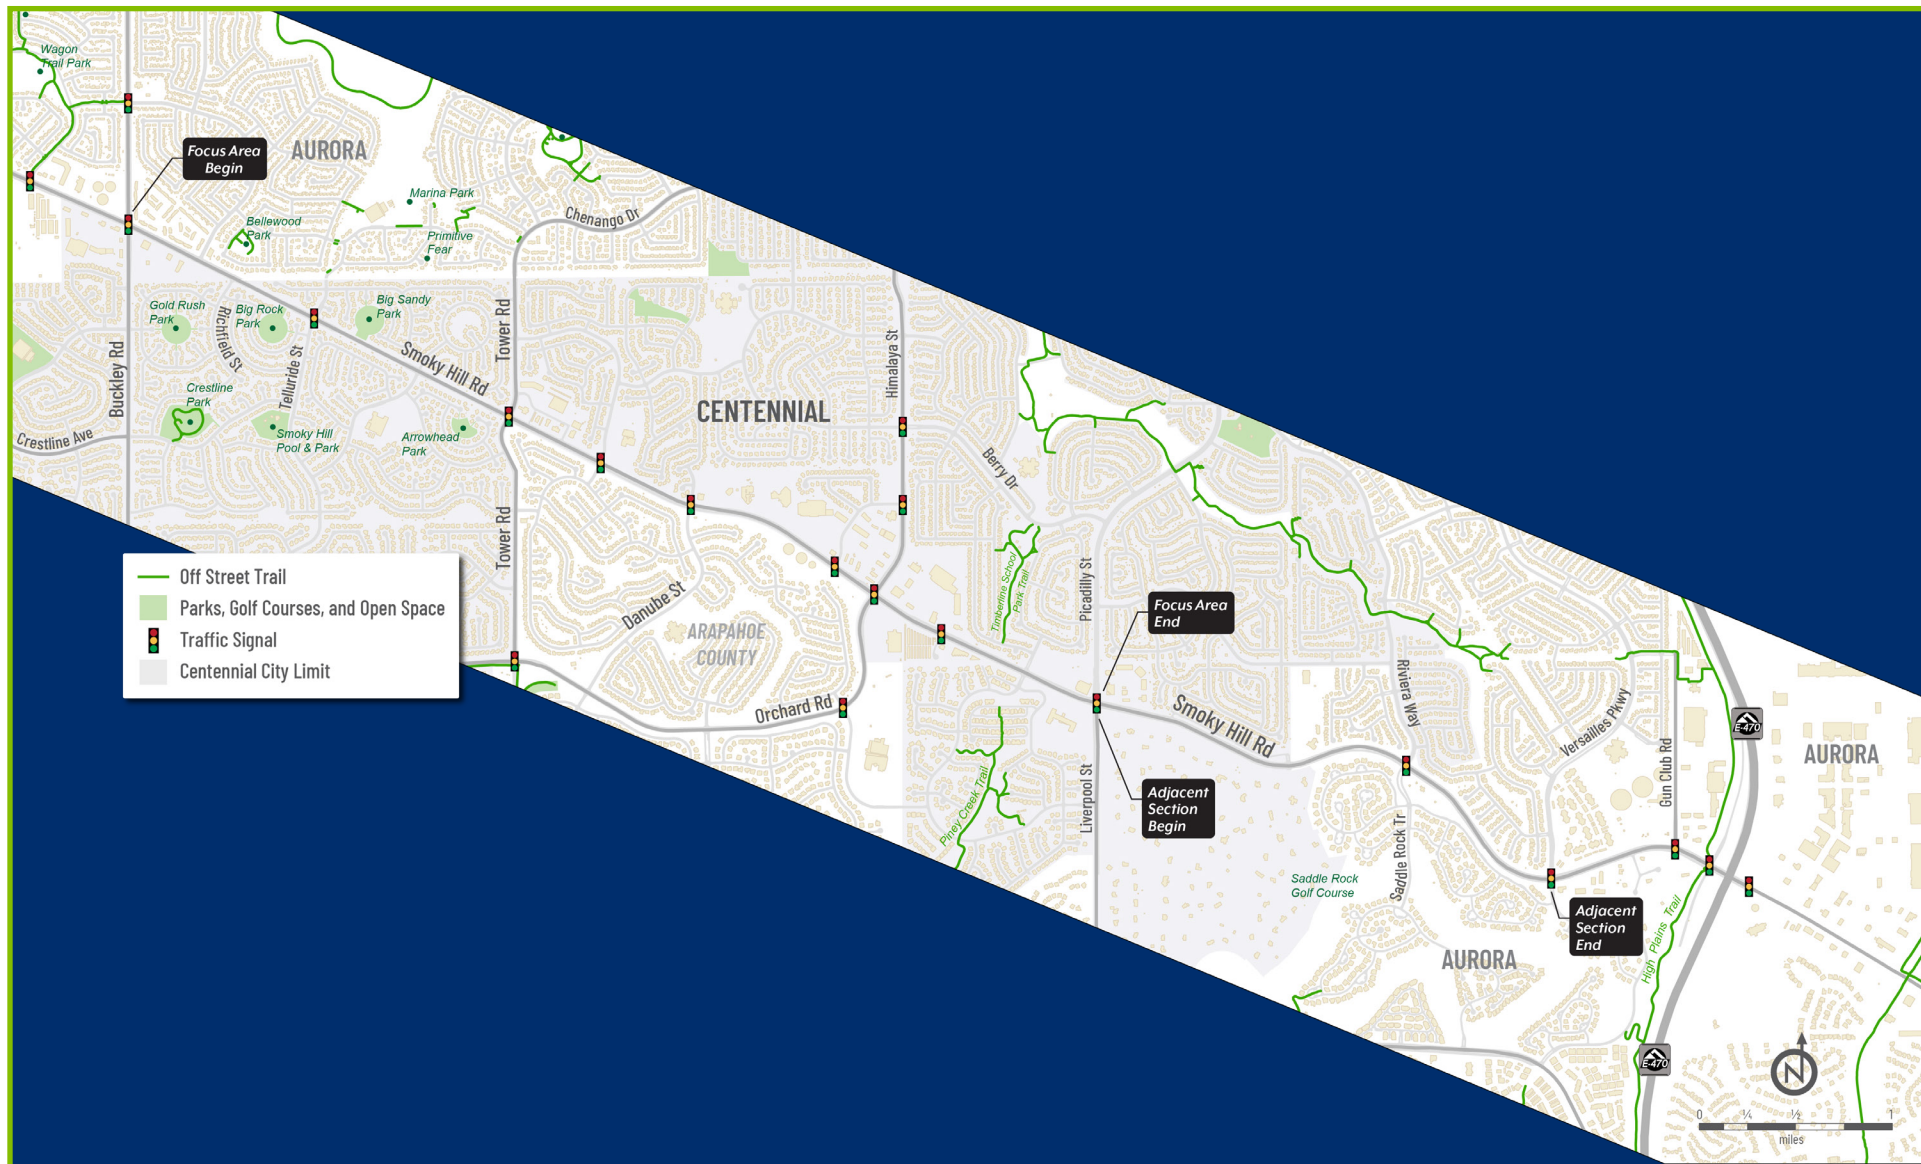 Wagon
Trail Park
Focus Area
Begin
AURORA
Marina Park
Bellewood
Park
Primitive
Fear
Chenango Dr
Gold Rush
Park
Richfield St
Big Rock
Park
Big Sandy
Park
Tower Rd
Himalaya St
Buckley Rd
Telluride St
Smoky Hill Rd
Crestline
Park
CENTENNIAL
Crestline Ave
Smoky Hill
Pool & Park
Arrowhead
Park
Berry Dr
Tower Rd
Off Street Trail
Parks, Golf Courses, and Open Space
Traffic Signal
Centennial City Limit
Danube St
ARAPAHOE
COUNTY
Timberline School
Park Trail
Picadilly St
Focus Area
End
Orchard Rd
Smoky Hill Rd
Riviera Way
Versailles Pkwy
Gun Club Rd
E-470
AURORA
Piney Creek Trail
Liverpool St
Adjacent
Section
Begin
Saddle Rock Tr
Saddle Rock
Golf Course
Adjacent
Section
End
High Plains Trail
AURORA
E-470
N
0 ¼ ½ 1
miles